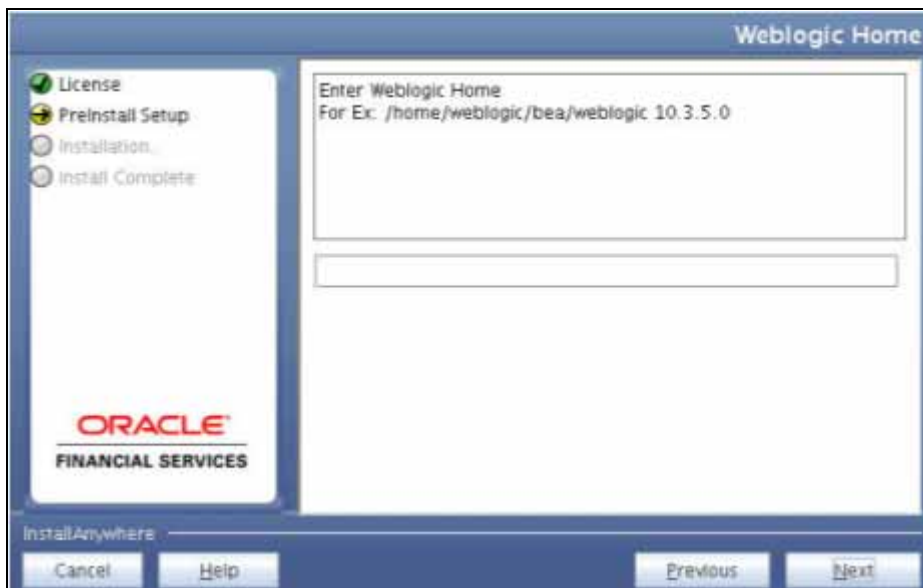 Weblogic Home
License
PreInstall Setup
Installation...
Install Complete
ORACLE
FINANCIAL SERVICES
Enter Weblogic Home
For Ex: /home/weblogic/bea/weblogic 10.3.5.0
InstallAnywhere
Cancel
Help
Previous
Next